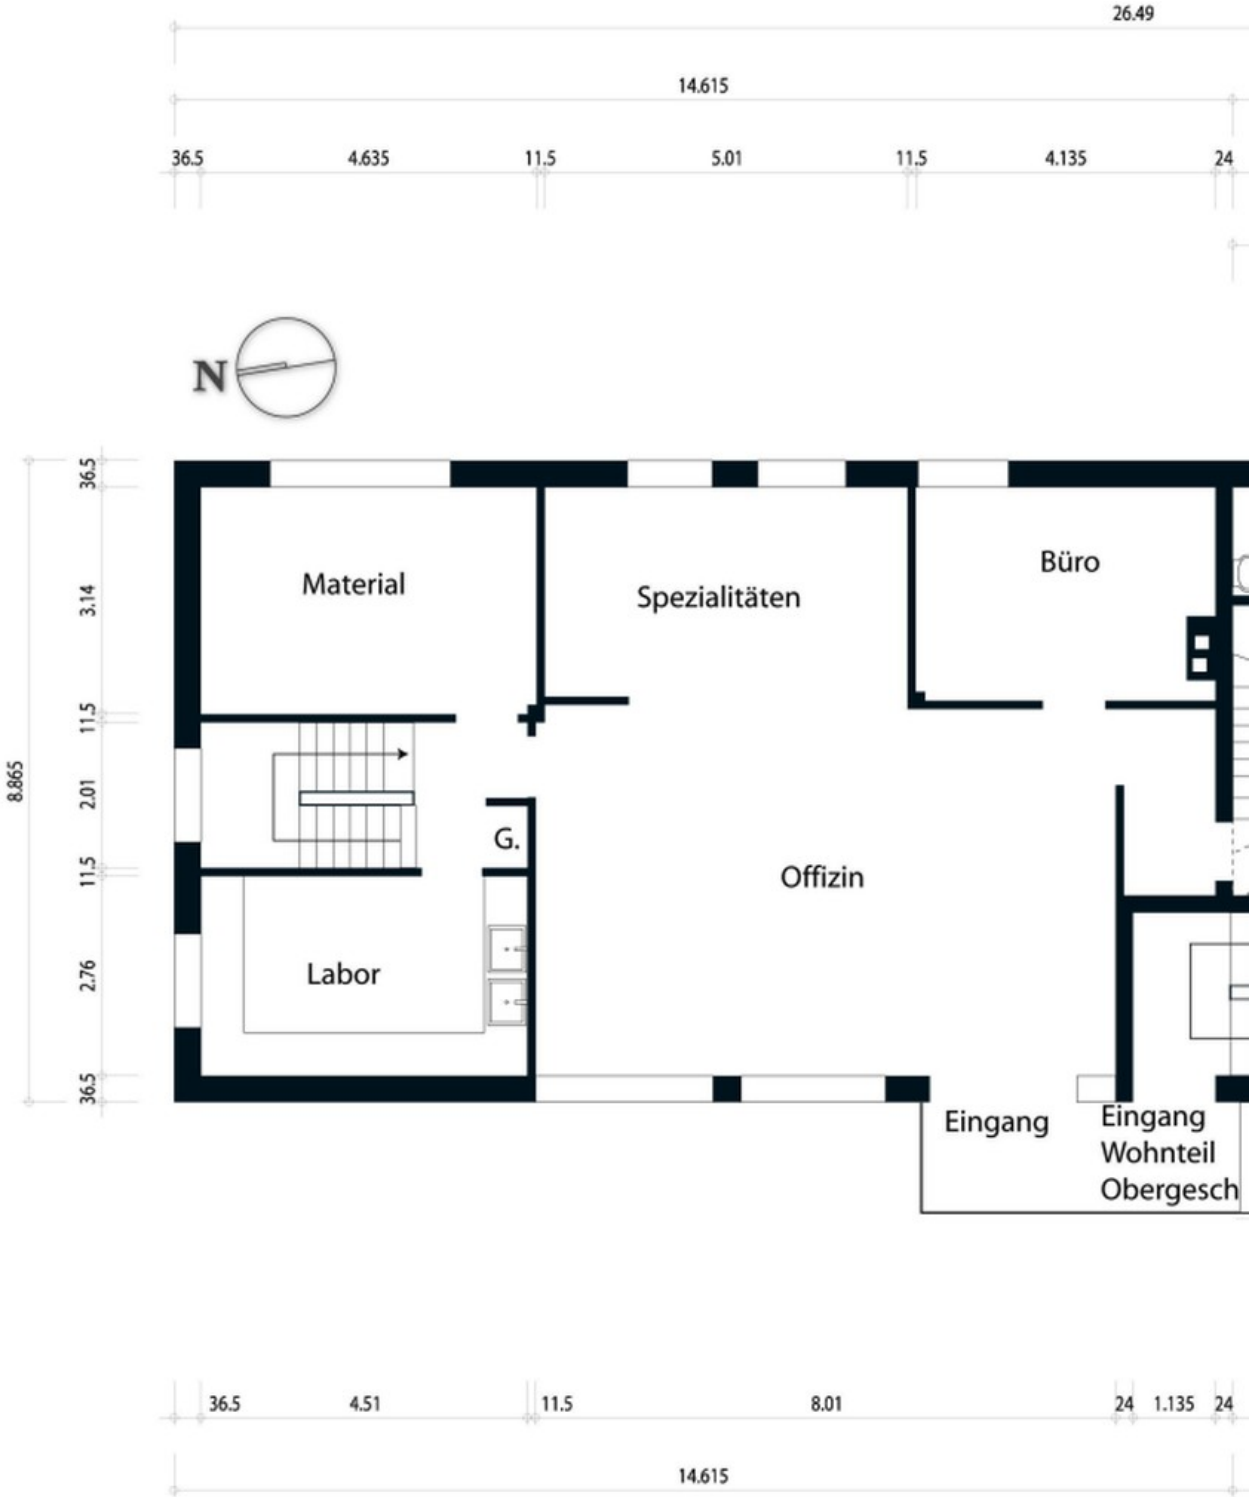 26.49
14.615
36.5 4.635 11.5 5.01 11.5 4.135 24
N
36.5
3.14
11.5
2.01
11.5
2.76
36.5
8.865
Material
Spezialitäten
Büro
G.
Offizin
Labor
Eingang
Eingang
Wohnteil
Obergesch
36.5 4.51 11.5 8.01 24 1.135 24
14.615